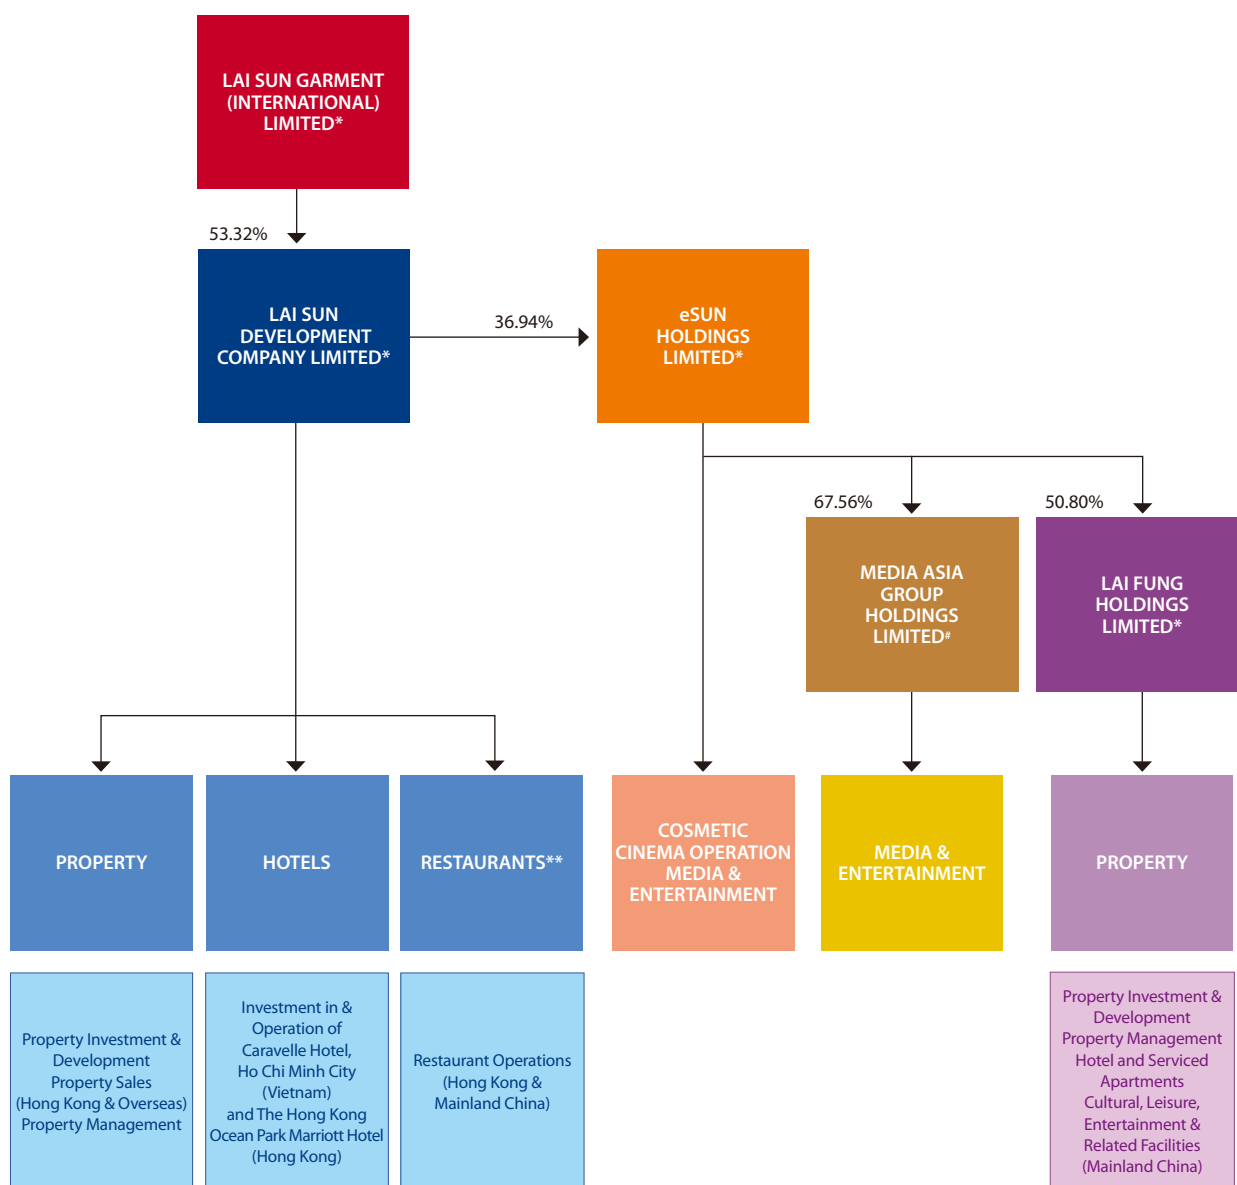 LAI SUN GARMENT
(INTERNATIONAL)
LIMITED*
53.32%
LAI SUN
DEVELOPMENT
COMPANY LIMITED*
36.94%
eSUN
HOLDINGS
LIMITED*
67.56%
50.80%
MEDIA ASIA
GROUP
HOLDINGS
LIMITED#
LAI FUNG
HOLDINGS
LIMITED*
PROPERTY
HOTELS
RESTAURANTS**
COSMETIC
CINEMA OPERATION
MEDIA &
ENTERTAINMENT
MEDIA &
ENTERTAINMENT
PROPERTY
Property Investment &
Development
Property Sales
(Hong Kong & Overseas)
Property Management
Investment in &
Operation of
Caravelle Hotel,
Ho Chi Minh City
(Vietnam)
and The Hong Kong
Ocean Park Marriott Hotel
(Hong Kong)
Restaurant Operations
(Hong Kong &
Mainland China)
Property Investment &
Development
Property Management
Hotel and Serviced
Apartments
Cultural, Leisure,
Entertainment &
Related Facilities
(Mainland China)